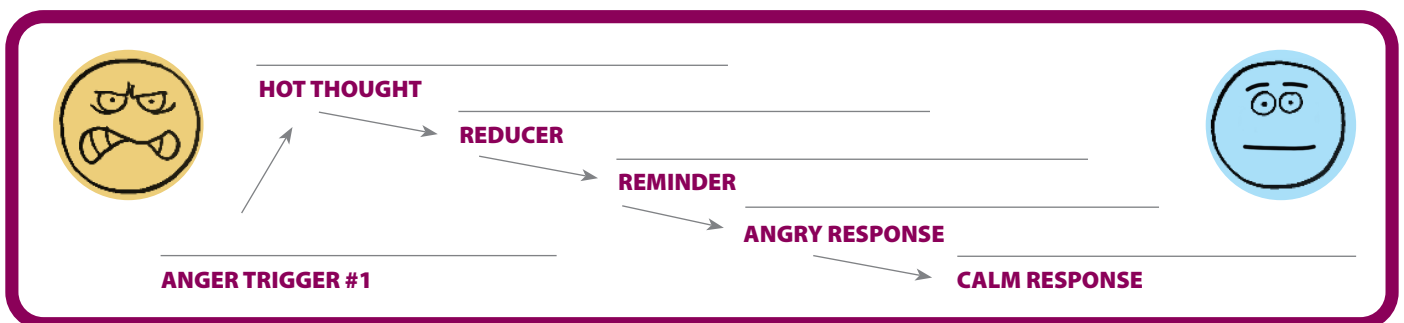 HOT THOUGHT
REDUCER
REMINDER
ANGRY RESPONSE
ANGER TRIGGER #1
CALM RESPONSE